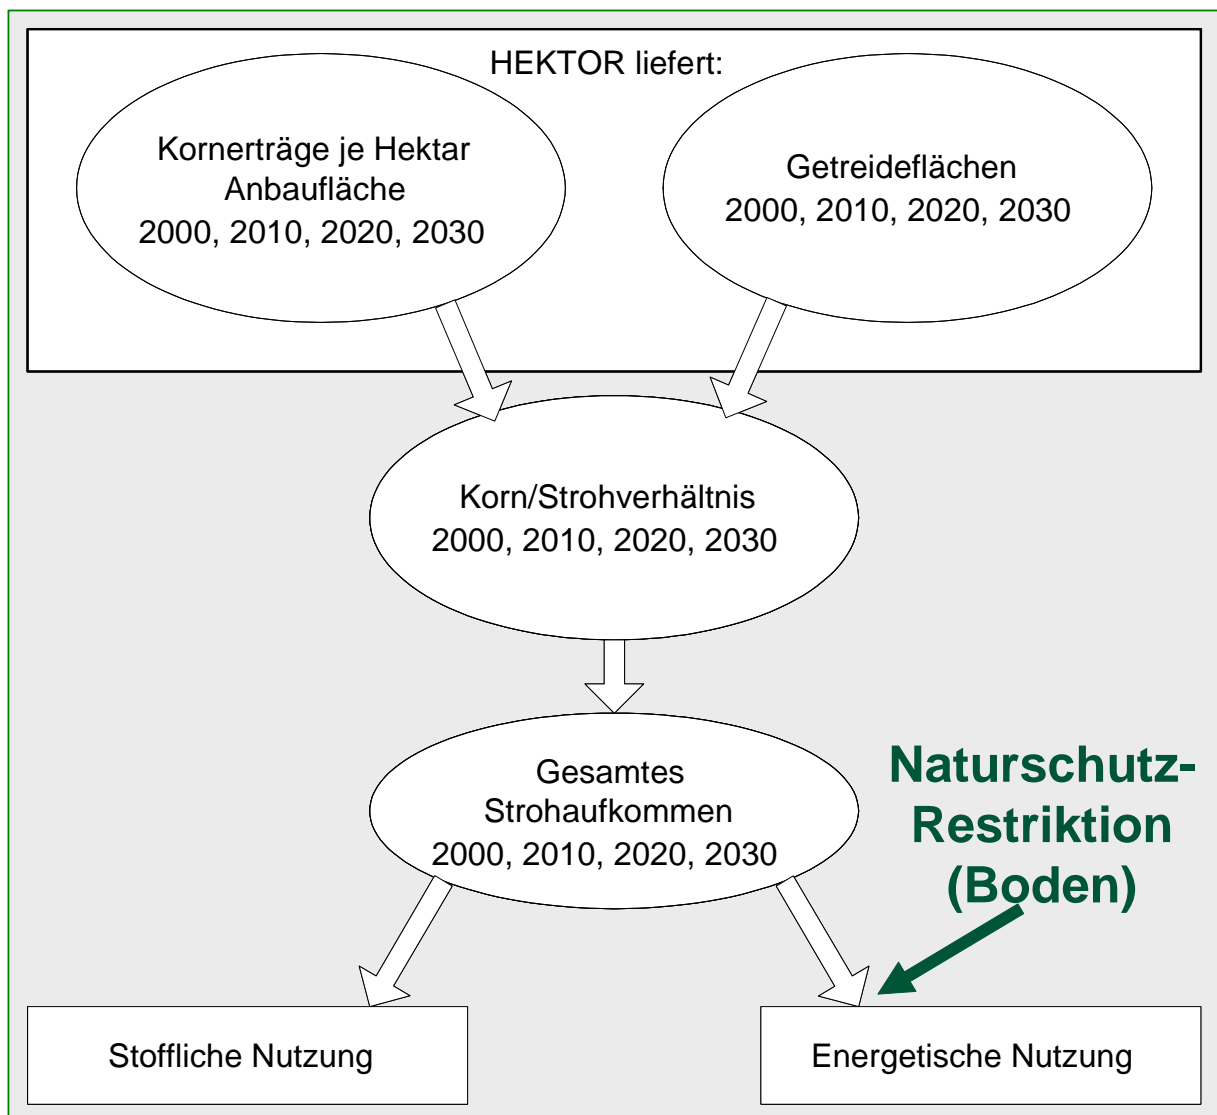 HEKTOR liefert:
Kornerträge je Hektar
Anbaufläche
2000, 2010, 2020, 2030
Getreideflächen
2000, 2010, 2020, 2030
Korn/Strohverhältnis
2000, 2010, 2020, 2030
Gesamtes
Strohaufkommen
2000, 2010, 2020, 2030
Naturschutz-
Restriktion
(Boden)
Stoffliche Nutzung
Energetische Nutzung